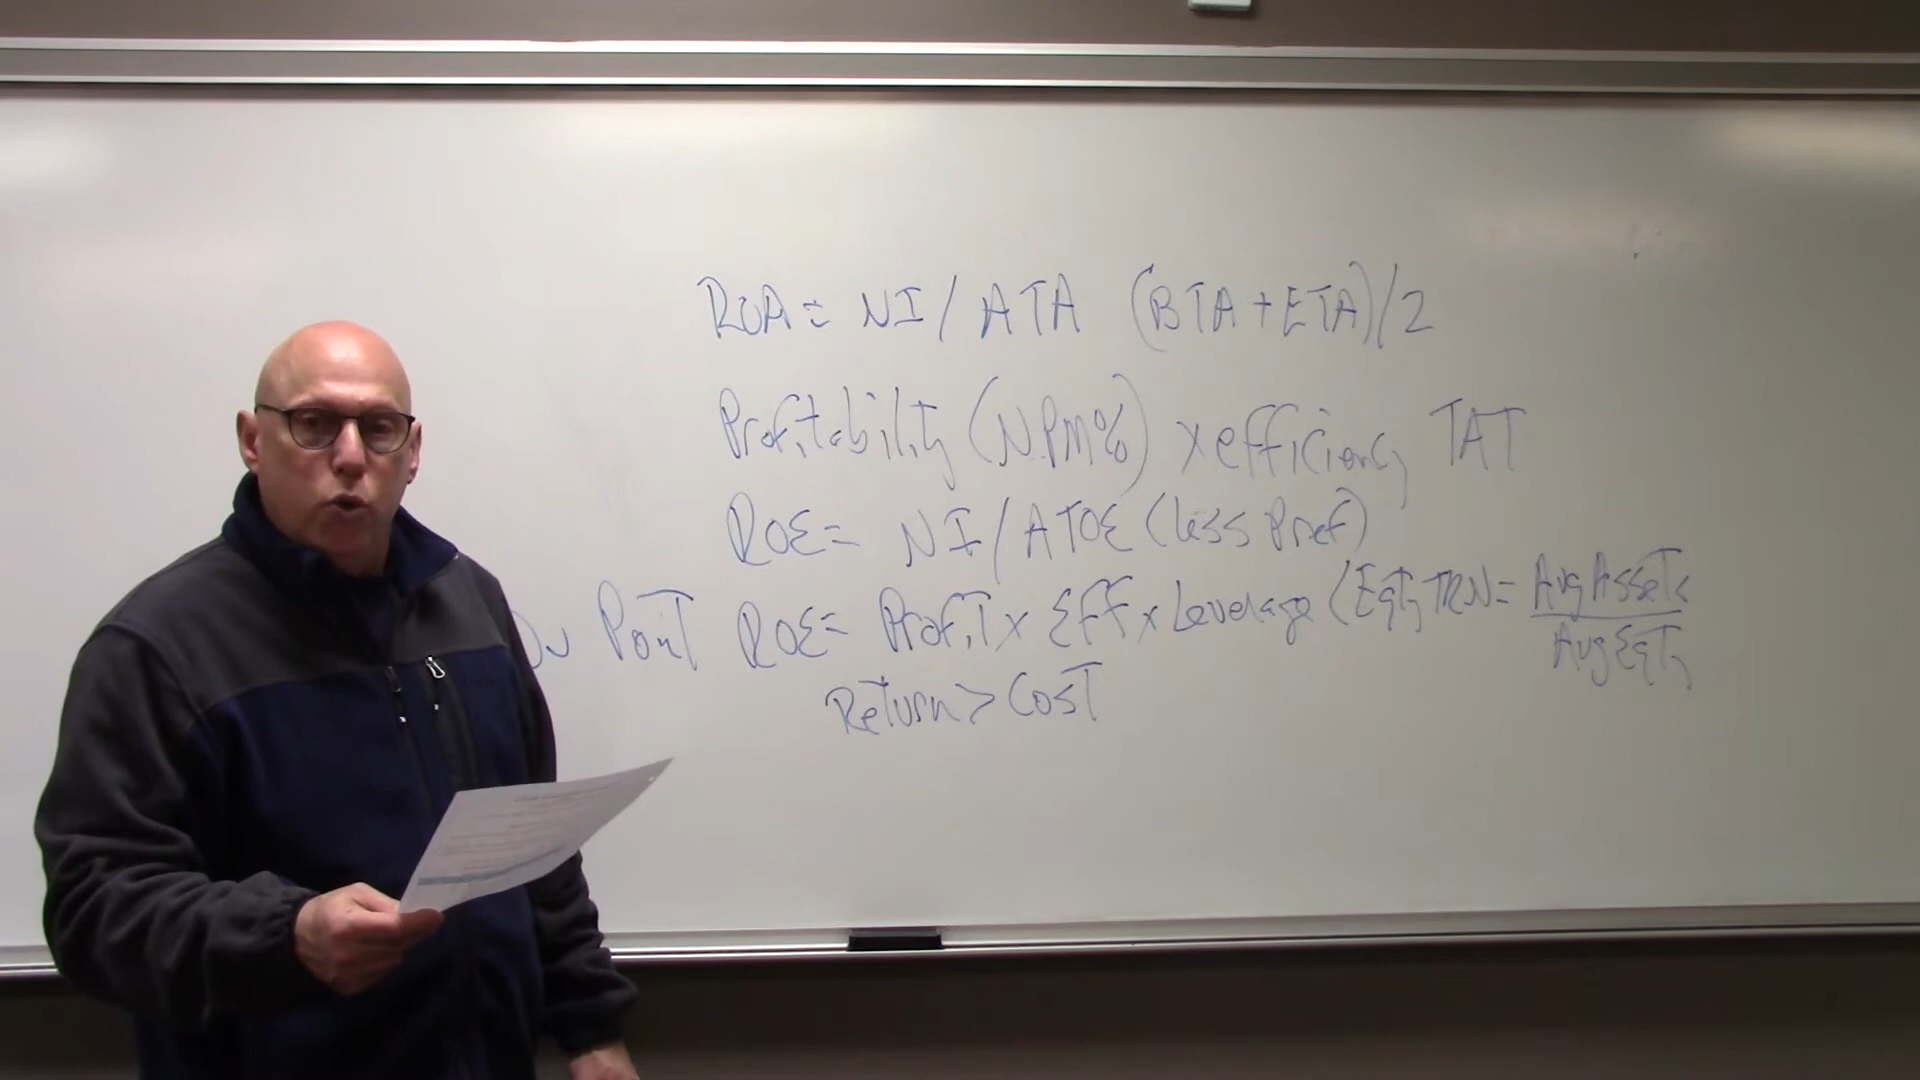 ROA = NI / ATA (BTA + ETA) / 2
Profitability (NPM%) x efficiency TAT
ROE = NI / ATOE (less Pref)
Du Pont ROE = Profit x Eff x Leverage (Eqty TRN = Avg Assets / Avg Eqty
Return > Cost